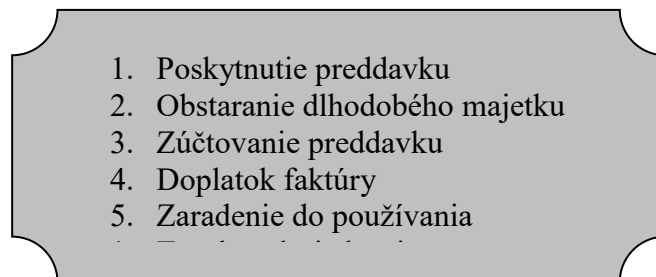 1. Poskytnutie preddavku
2. Obstaranie dlhodobého majetku
3. Zúčtovanie preddavku
4. Doplatok faktúry
5. Zaradenie do používania